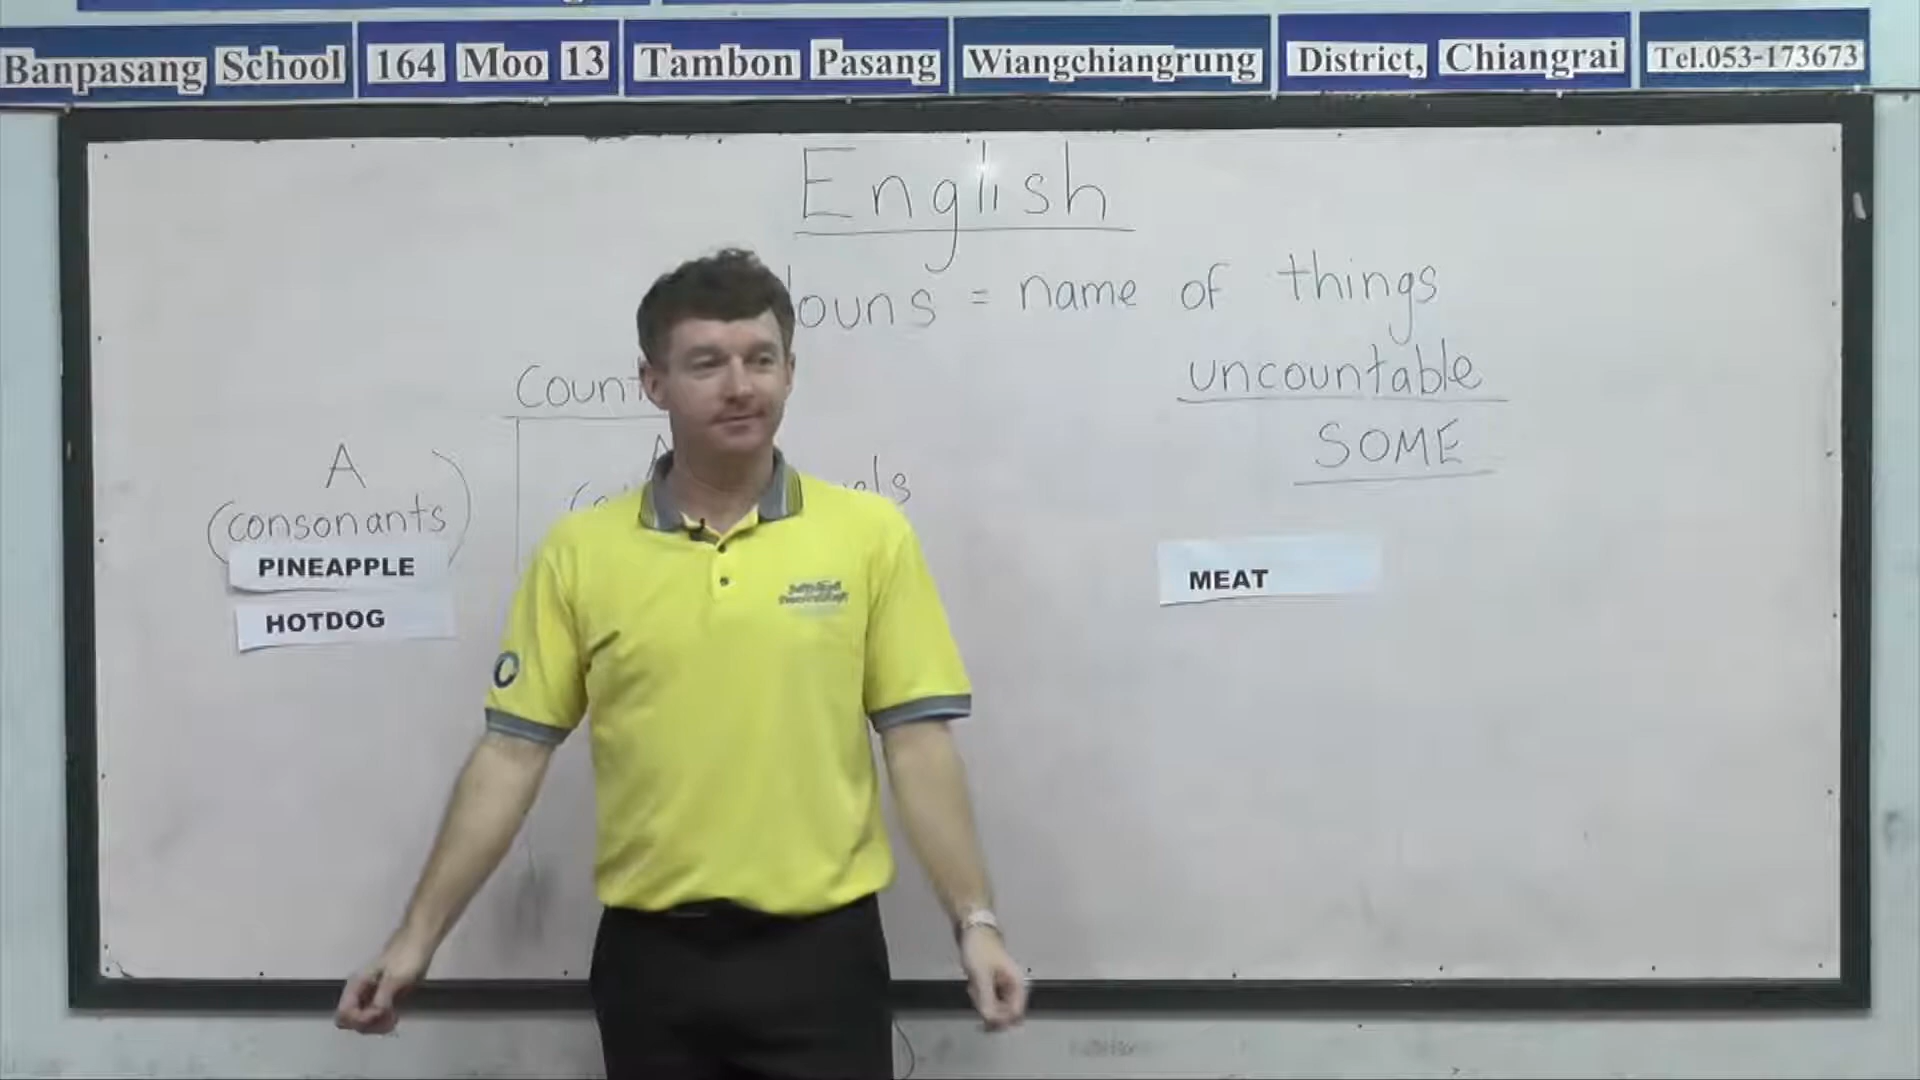 Banpasang School 164 Moo 13 Tambon Pasang Wiangchiangrung District, Chiangrai Tel.053-173673
English
ouns = name of things
Count
uncountable
A
SOME
(consonants)
PINEAPPLE
MEAT
HOTDOG